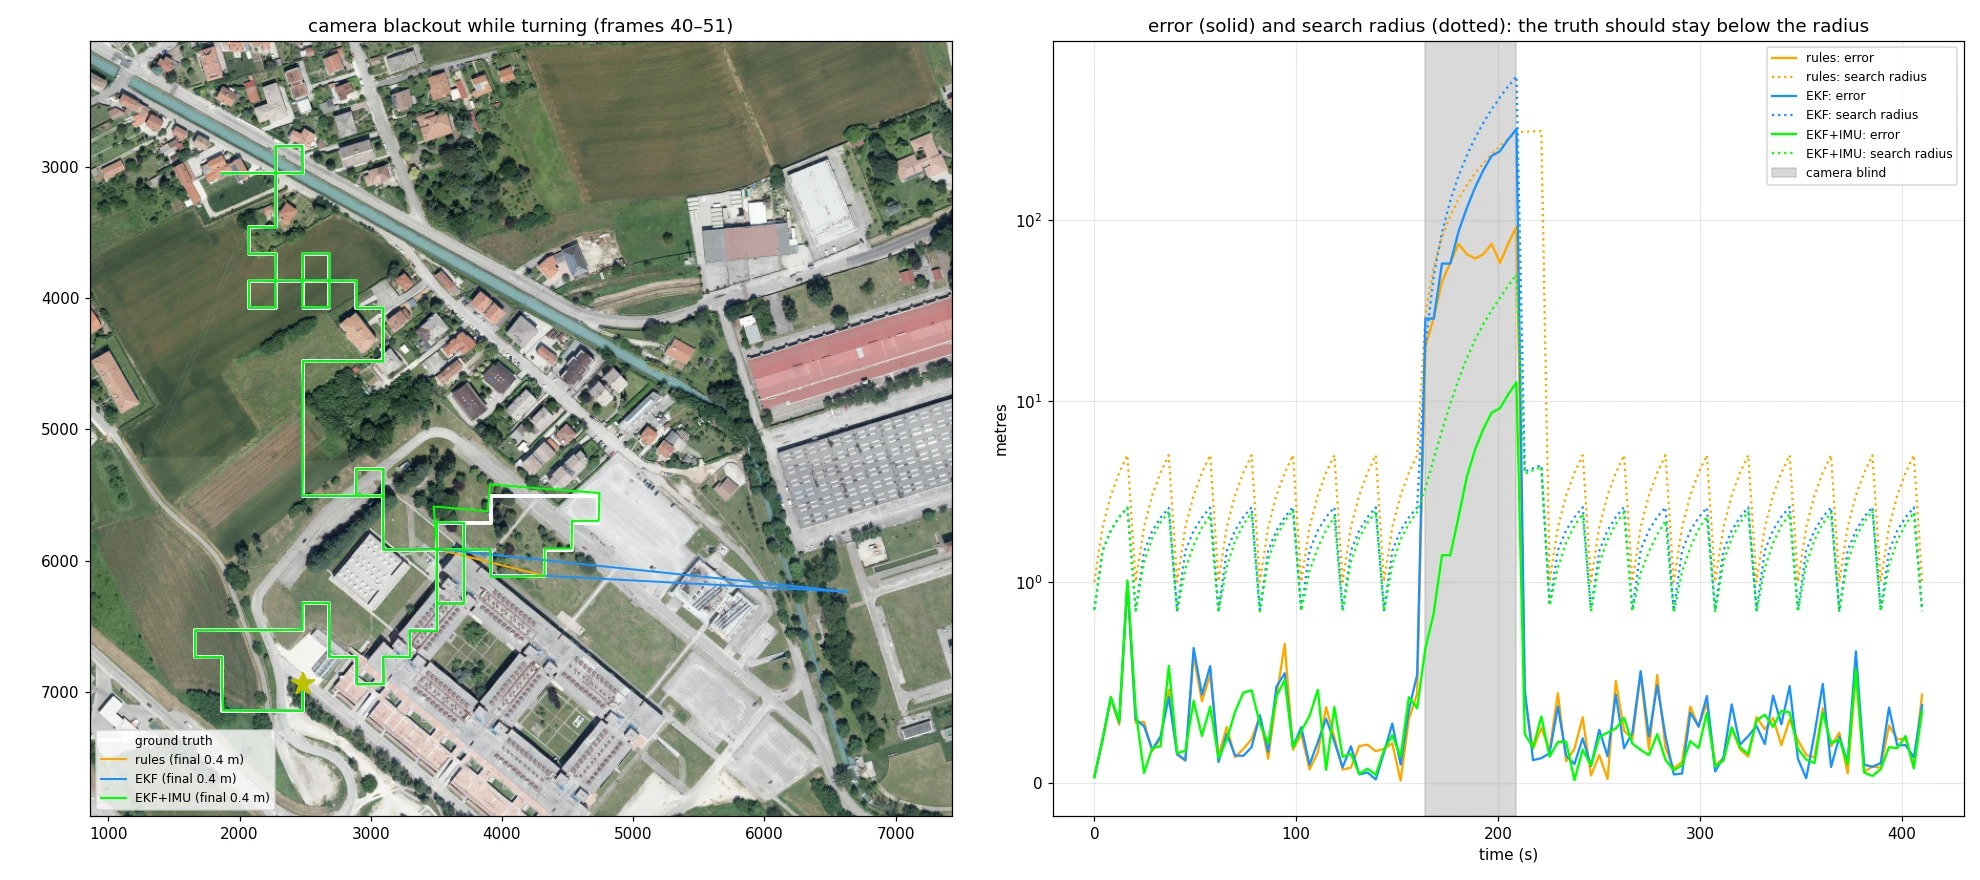 camera blackout while turning (frames 40–51)
3000
4000
5000
6000
7000
1000
2000
3000
4000
5000
6000
7000
ground truth
rules (final 0.4 m)
EKF (final 0.4 m)
EKF+IMU (final 0.4 m)
error (solid) and search radius (dotted): the truth should stay below the radius
metres
10²
10¹
10⁰
0
0
100
200
300
400
time (s)
rules: error
rules: search radius
EKF: error
EKF: search radius
EKF+IMU: error
EKF+IMU: search radius
camera blind